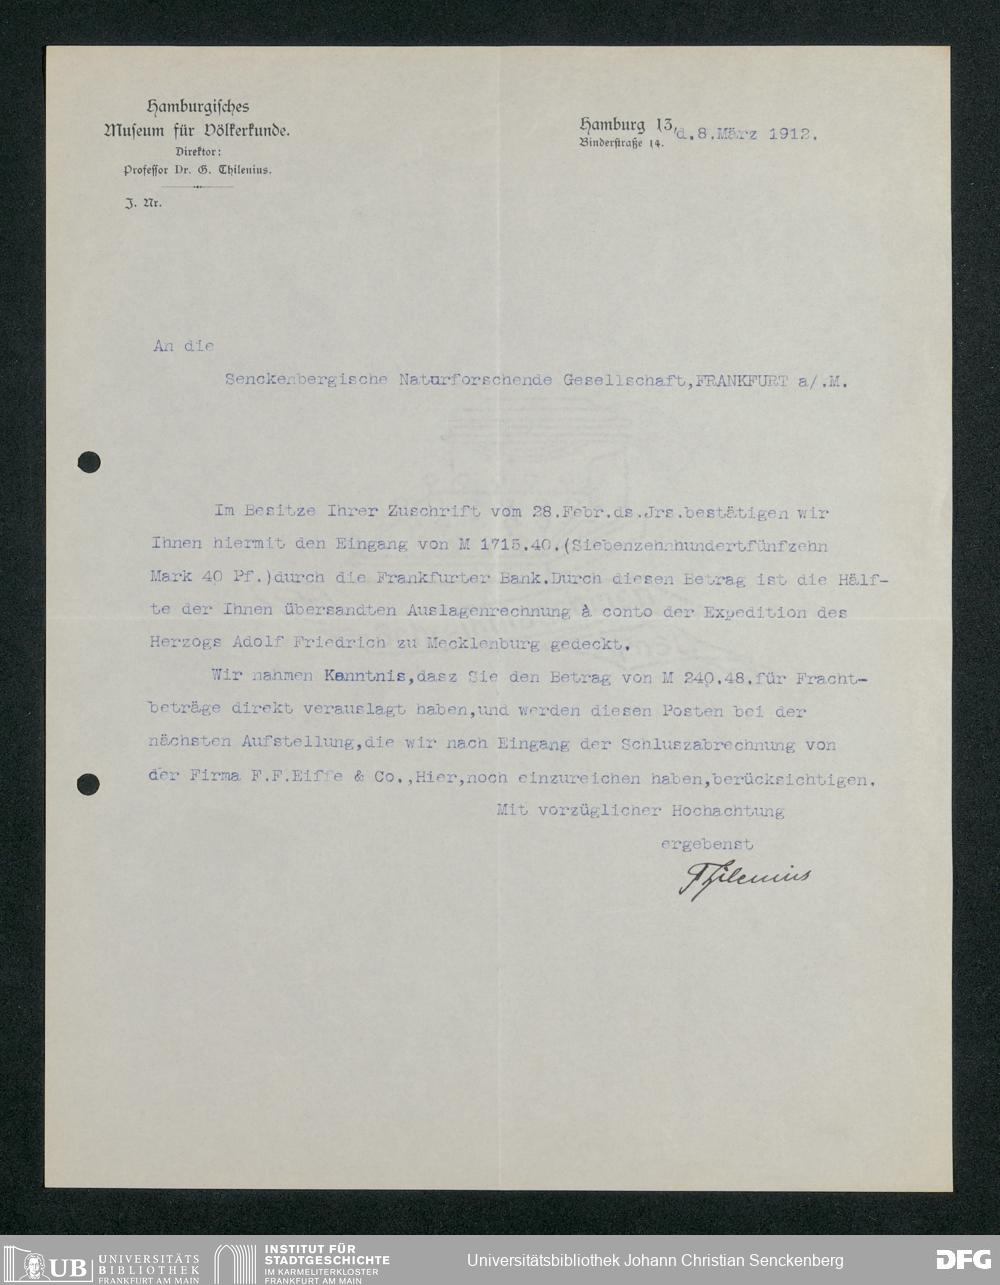 Hamburgisches
Museum für Völkerkunde.
Direktor:
Professor Dr. G. Thilenius.
J. Nr.
Hamburg 13, d.8.März 1912.
Binderstraße 14.
An die
Senckenbergische Naturforschende Gesellschaft,FRANKFURT a/.M.
Im Besitze Ihrer Zuschrift vom 28.Febr.ds.Jrs.bestätigen wir
Ihnen hiermit den Eingang von M 1715.40.(Siebenzehnhundertfünfzehn
Mark 40 Pf.)durch die Frankfurter Bank.Durch diesen Betrag ist die Hälf-
te der Ihnen übersandten Auslagenrechnung à conto der Expedition des
Herzogs Adolf Friedrich zu Mecklenburg gedeckt.
Wir nahmen Kenntnis,dasz Sie den Betrag von M 240.48.für Fracht-
beträge direkt verauslagt haben,und werden diesen Posten bei der
nächsten Aufstellung,die wir nach Eingang der Schluszabrechnung von
der Firma F.F.Eiffe & Co.,Hier,noch einzureichen haben,berücksichtigen.
Mit vorzüglicher Hochachtung
ergebenst
Thilenius
UB UNIVERSITÄTS
BIBLIOTHEK
FRANKFURT AM MAIN
INSTITUT FÜR
STADTGESCHICHTE
IM KARMELITERKLOSTER
FRANKFURT AM MAIN
Universitätsbibliothek Johann Christian Senckenberg
DFG